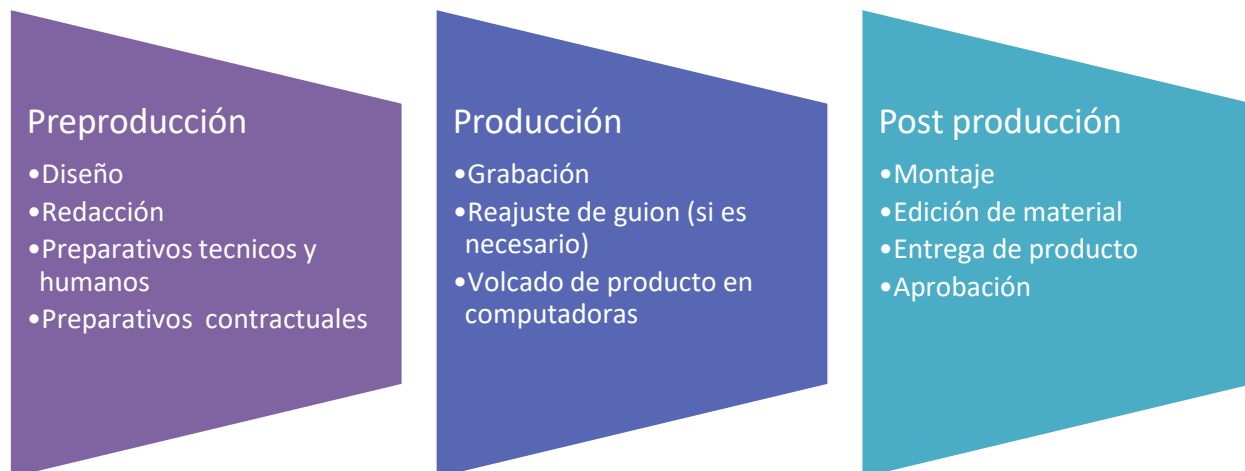 Preproducción
•Diseño
•Redacción
•Preparativos tecnicos y
humanos
•Preparativos  contractuales
Producción
•Grabación
•Reajuste de guion (si es
necesario)
•Volcado de producto en
computadoras
Post producción
•Montaje
•Edición de material
•Entrega de producto
•Aprobación